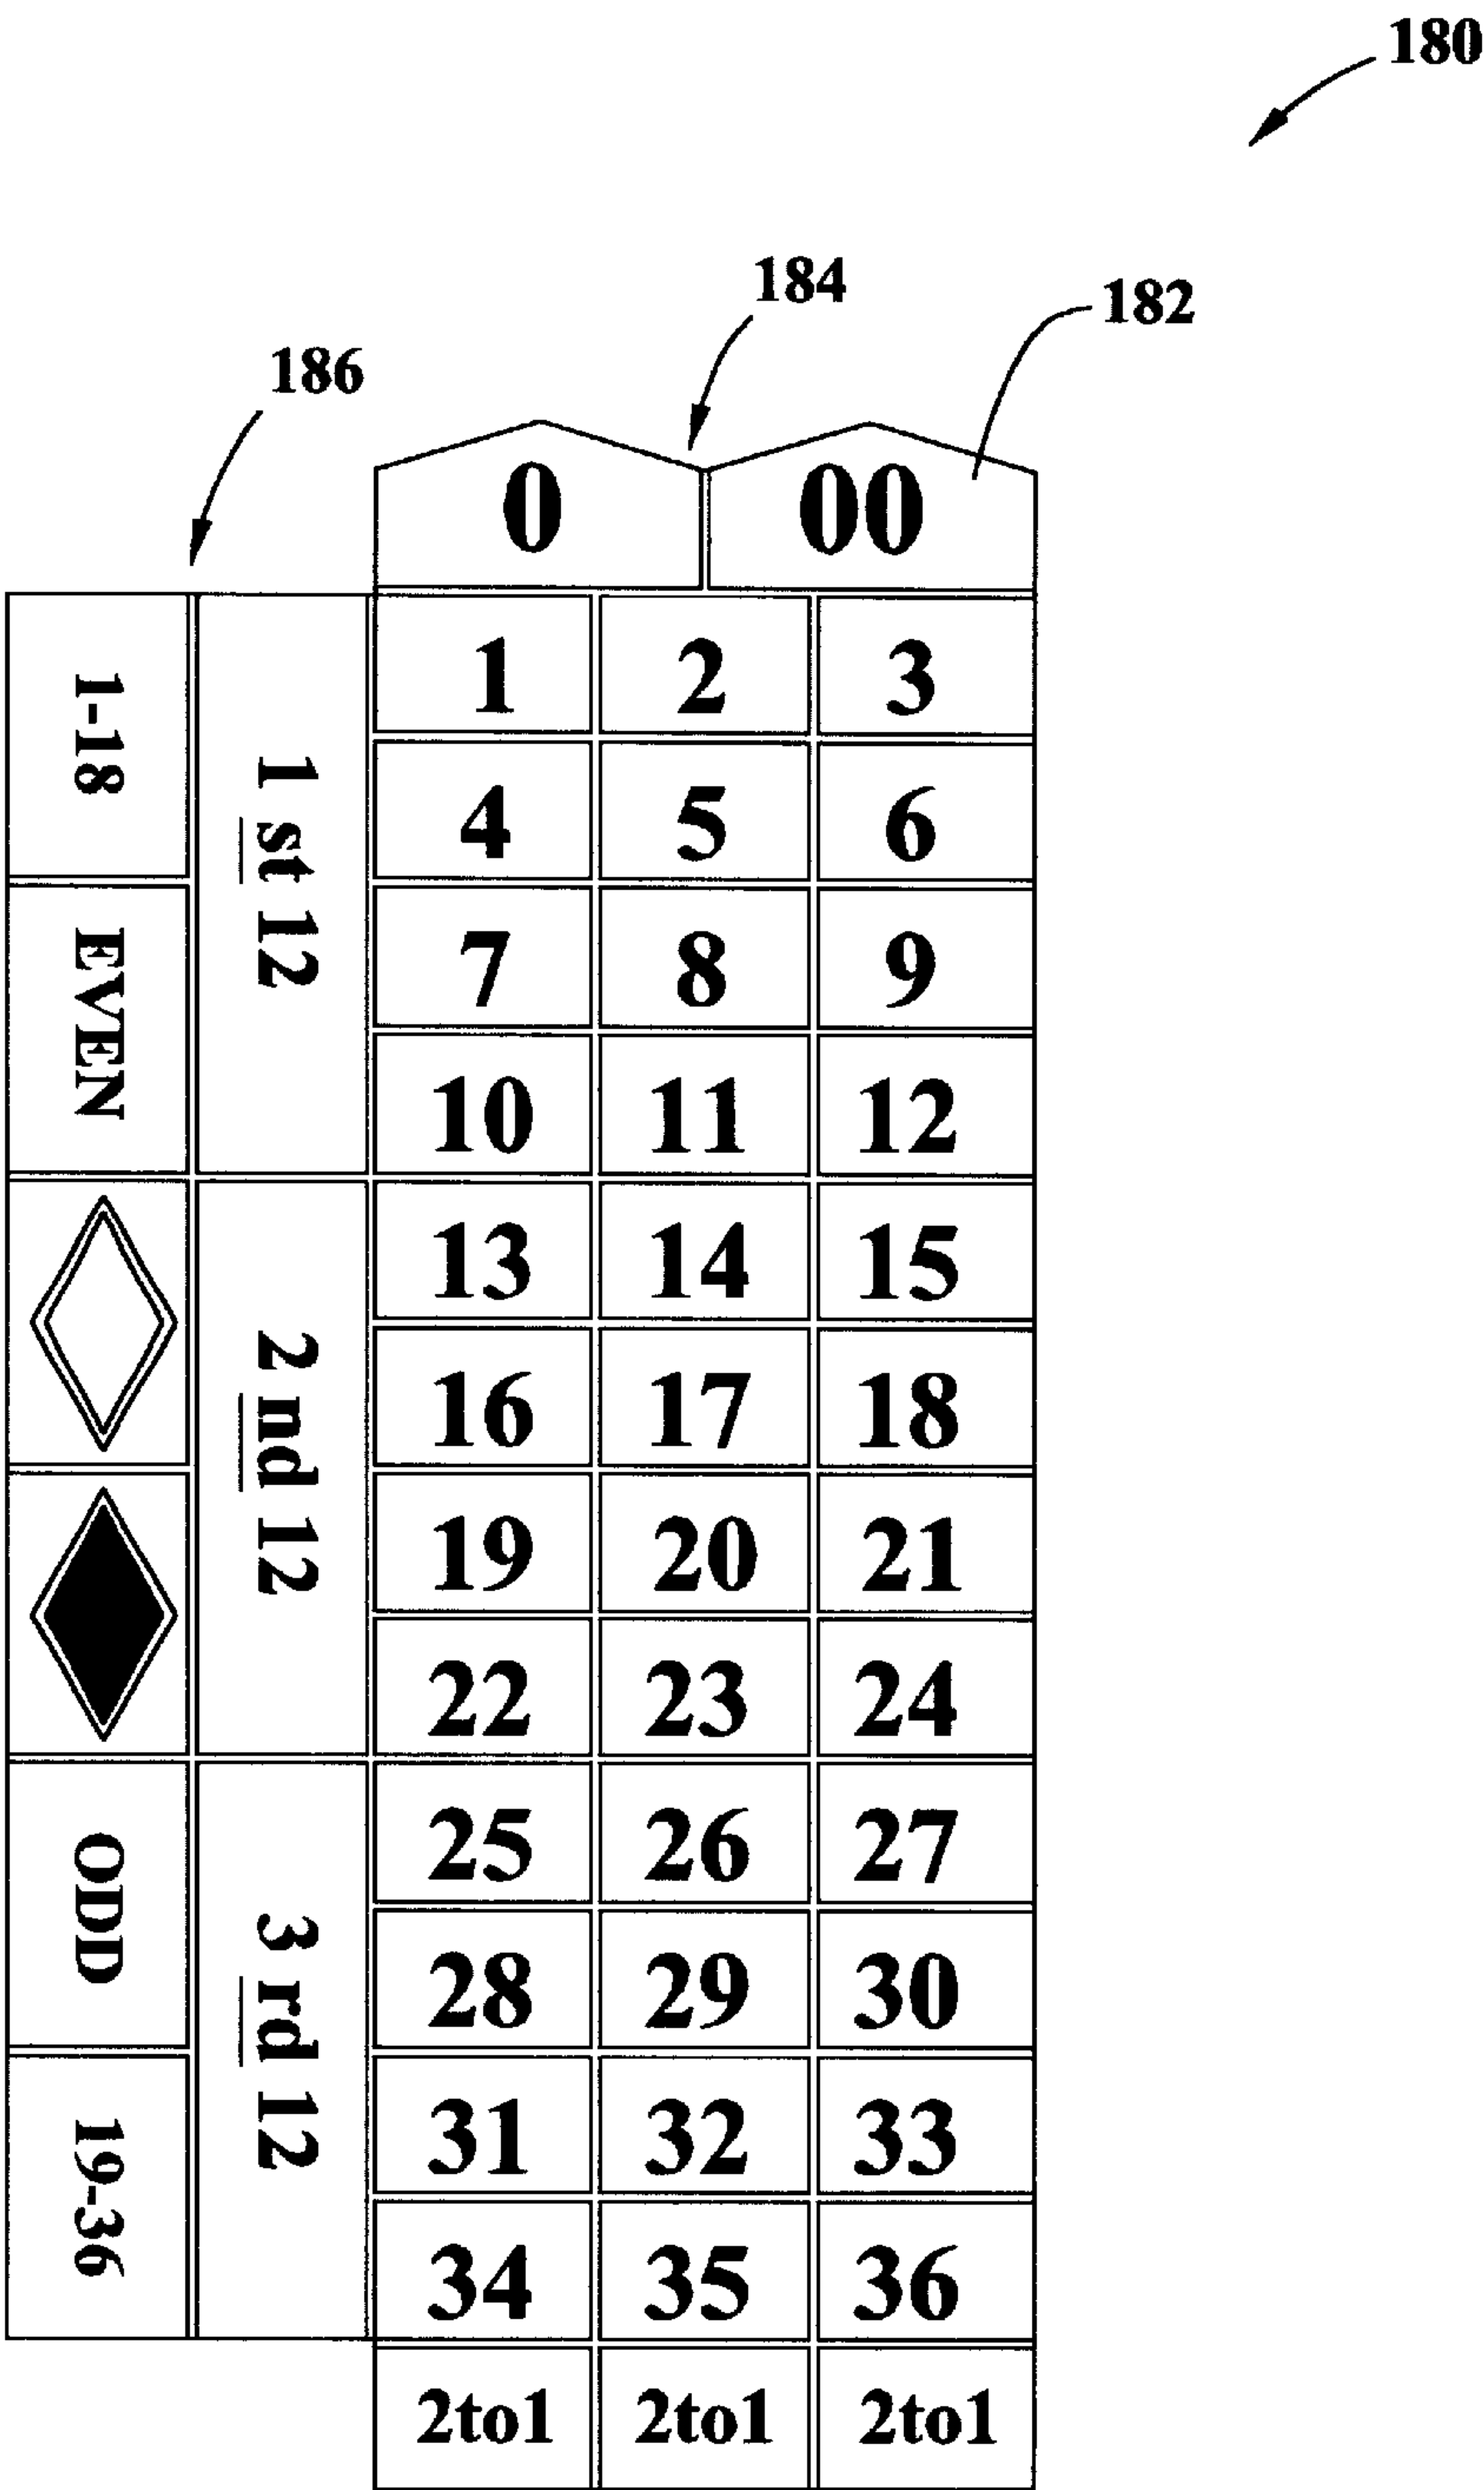 180
184
182
186
0 00
1 2 3
4 5 6
7 8 9
10 11 12
13 14 15
16 17 18
19 20 21
22 23 24
25 26 27
28 29 30
31 32 33
34 35 36
2to1 2to1 2to1
1 st 12
2 nd 12
3 rd 12
1-18
EVEN
ODD
19-36